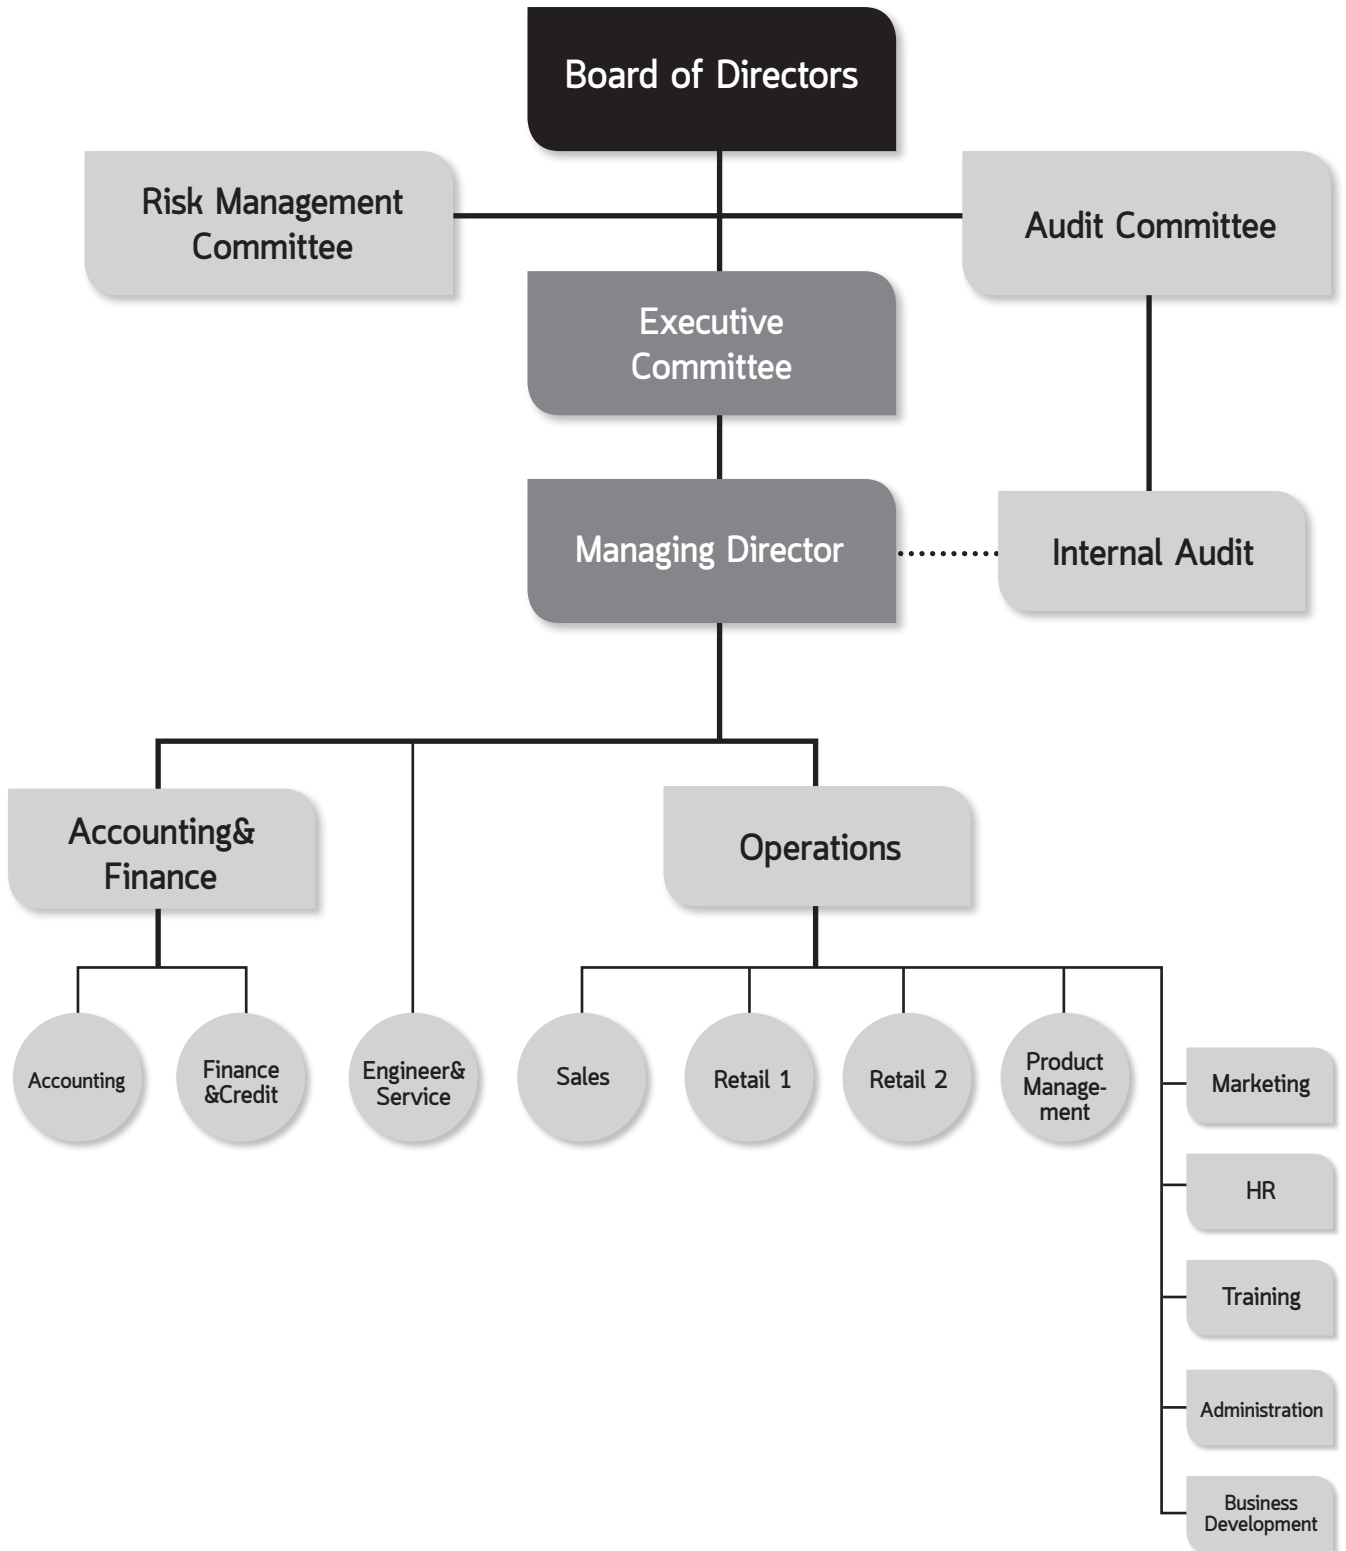 Board of Directors
Risk Management
Committee
Audit Committee
Executive
Committee
Managing Director
Internal Audit
Accounting&
Finance
Operations
Accounting
Finance
&Credit
Engineer&
Service
Sales
Retail 1
Retail 2
Product
Manage-
ment
Marketing
HR
Training
Administration
Business
Development